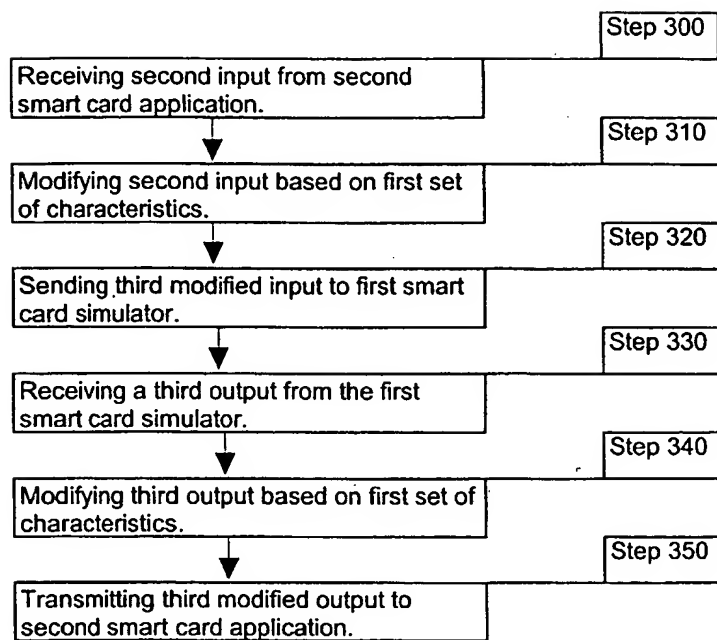 Step 300
Receiving second input from second
smart card application.
Step 310
Modifying second input based on first set
of characteristics.
Step 320
Sending third modified input to first smart
card simulator.
Step 330
Receiving a third output from the first
smart card simulator.
Step 340
Modifying third output based on first set of
characteristics.
Step 350
Transmitting third modified output to
second smart card application.